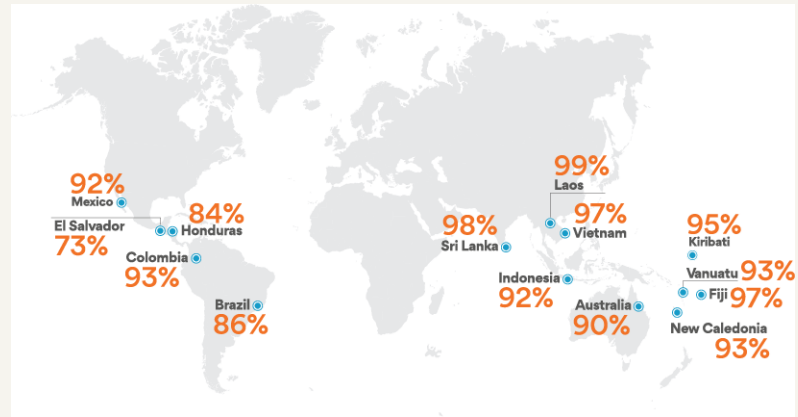 99%
Laos
92%
Mexico
84%
Honduras
97%
Vietnam
El Salvador
73%
98%
Sri Lanka
95%
Kiribati
Colombia
93%
Vanuatu 93%
Indonesia
92%
Fiji 97%
Brazil
86%
Australia
90%
New Caledonia
93%